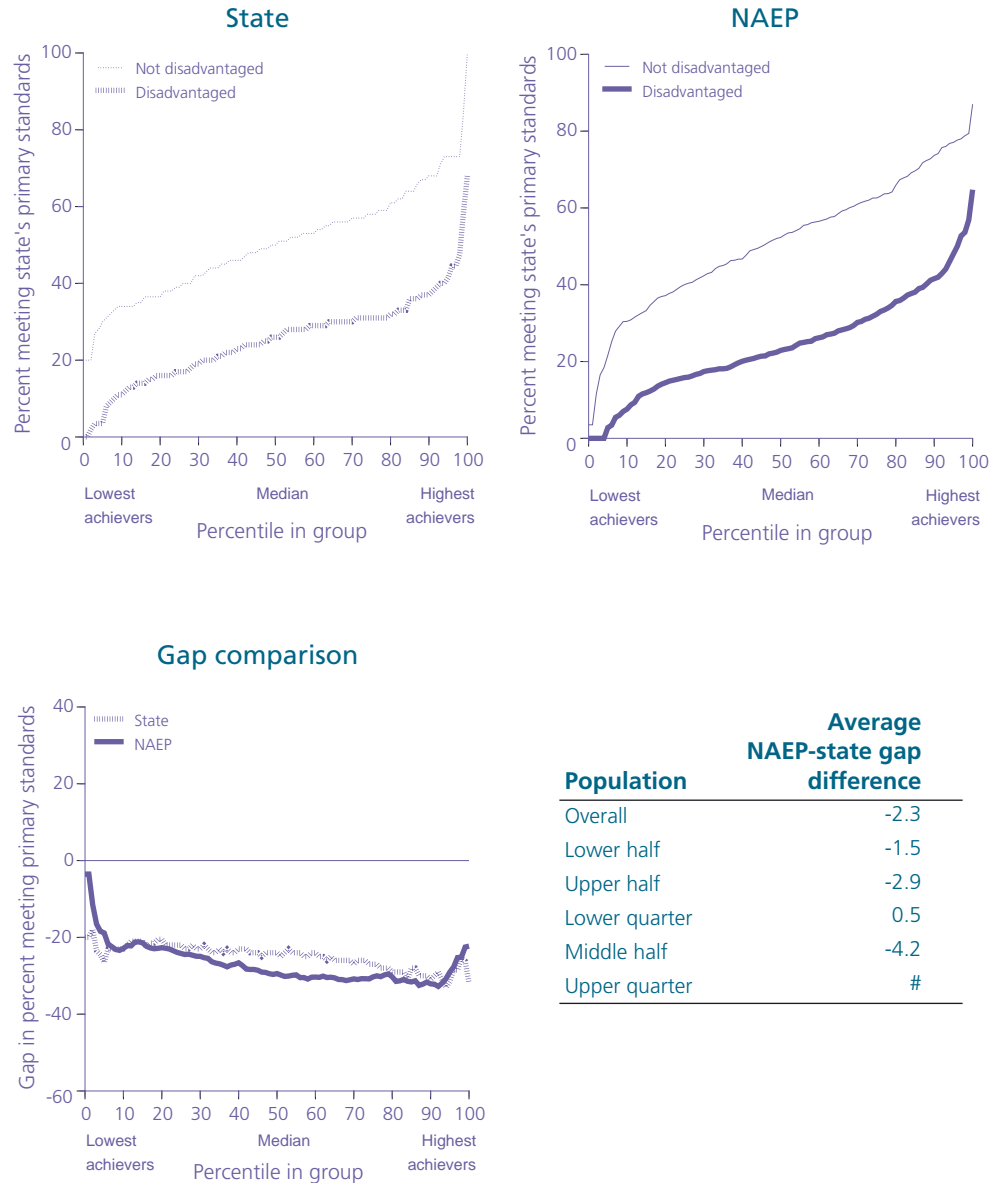 State
Percent meeting state's primary standards
100
80
60
40
20
0
Not disadvantaged
Disadvantaged
0 10 20 30 40 50 60 70 80 90 100
Lowest achievers
Median
Highest achievers
Percentile in group
NAEP
Percent meeting state's primary standards
100
80
60
40
20
0
Not disadvantaged
Disadvantaged
0 10 20 30 40 50 60 70 80 90 100
Lowest achievers
Median
Highest achievers
Percentile in group
Gap comparison
Gap in percent meeting primary standards
40
20
0
-20
-40
-60
State
NAEP
0 10 20 30 40 50 60 70 80 90 100
Lowest achievers
Median
Highest achievers
Percentile in group
Average
NAEP-state gap
Population difference
Overall -2.3
Lower half -1.5
Upper half -2.9
Lower quarter 0.5
Middle half -4.2
Upper quarter #